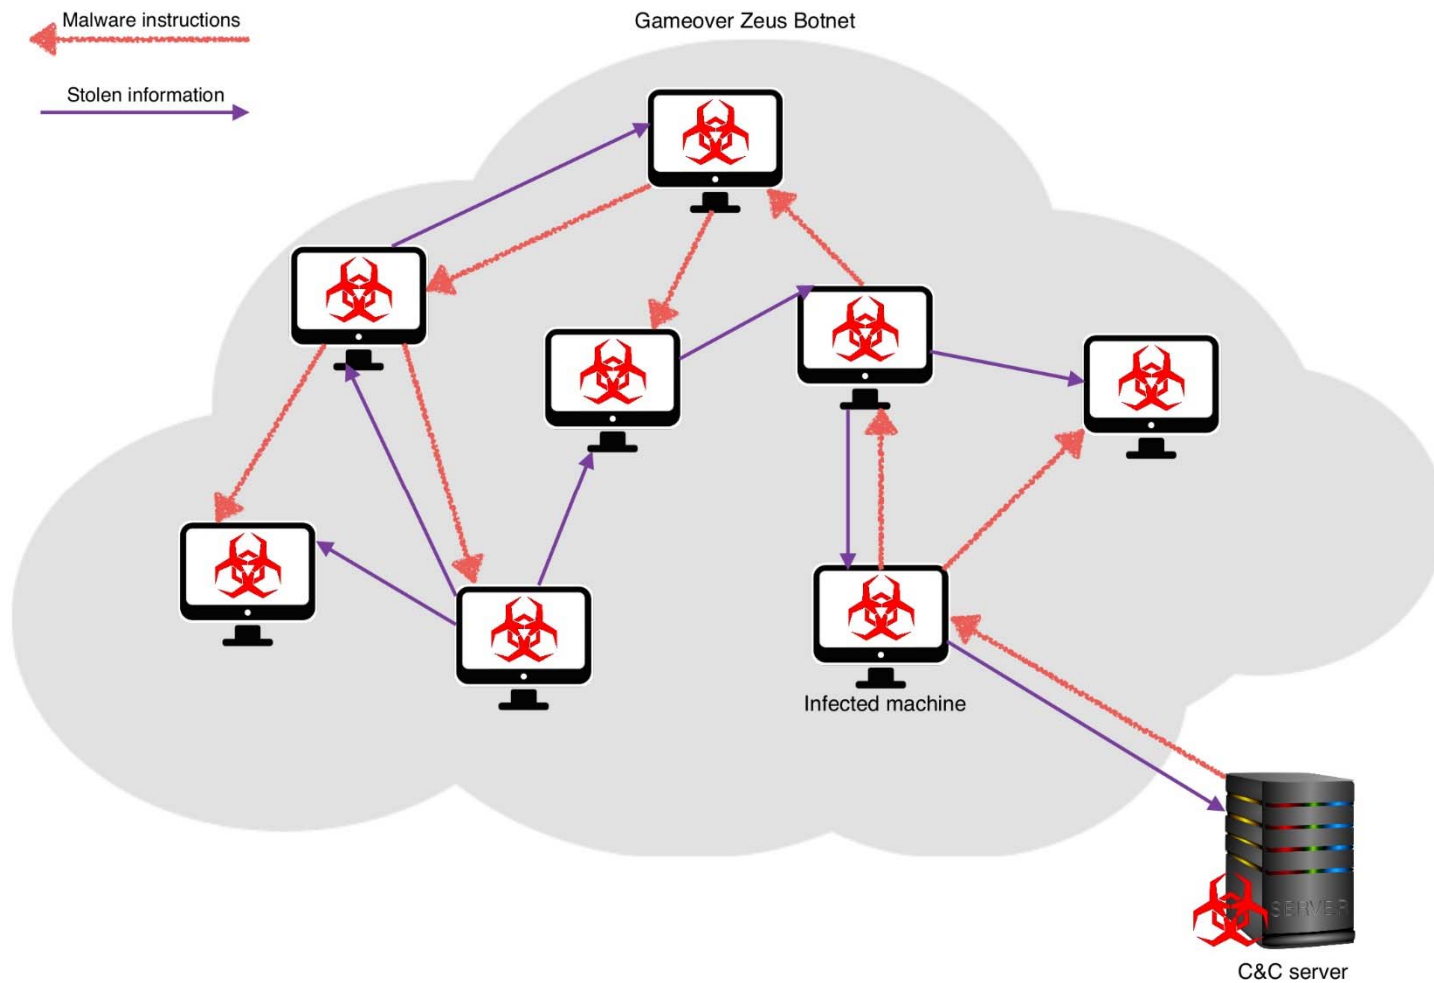 Malware instructions
Gameover Zeus Botnet
Stolen information
Infected machine
SERVER
C&C server